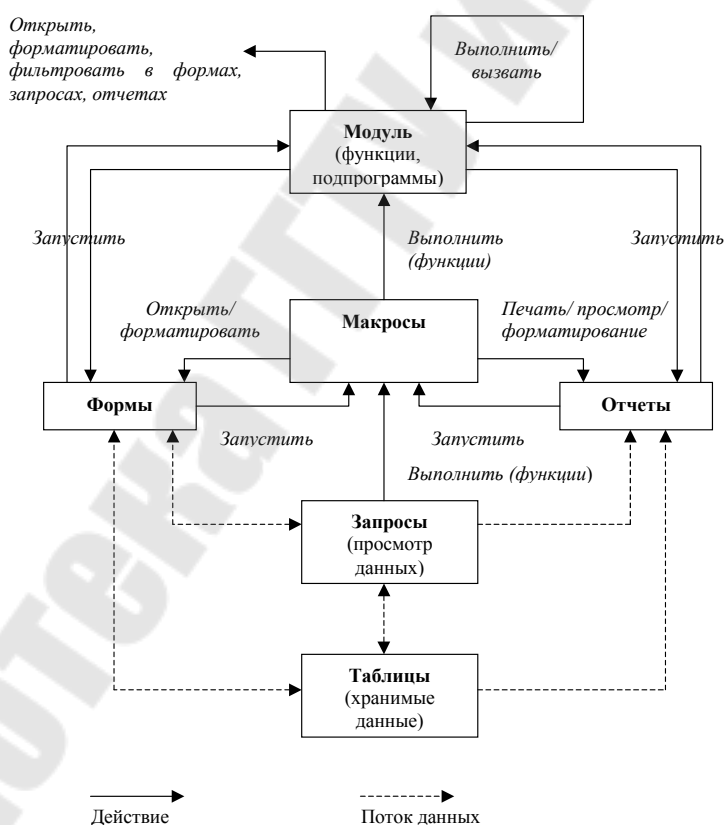 Открыть,
форматировать,
фильтровать в формах,
запросах, отчетах
Выполнить/
вызвать
Модуль
(функции,
подпрограммы)
Запустить
Выполнить
(функции)
Запустить
Открыть/
форматировать
Макросы
Печать/ просмотр/
форматирование
Формы
Отчеты
Запустить
Запустить
Выполнить (функции)
Запросы
(просмотр
данных)
Таблицы
(хранимые
данные)
Действие
Поток данных